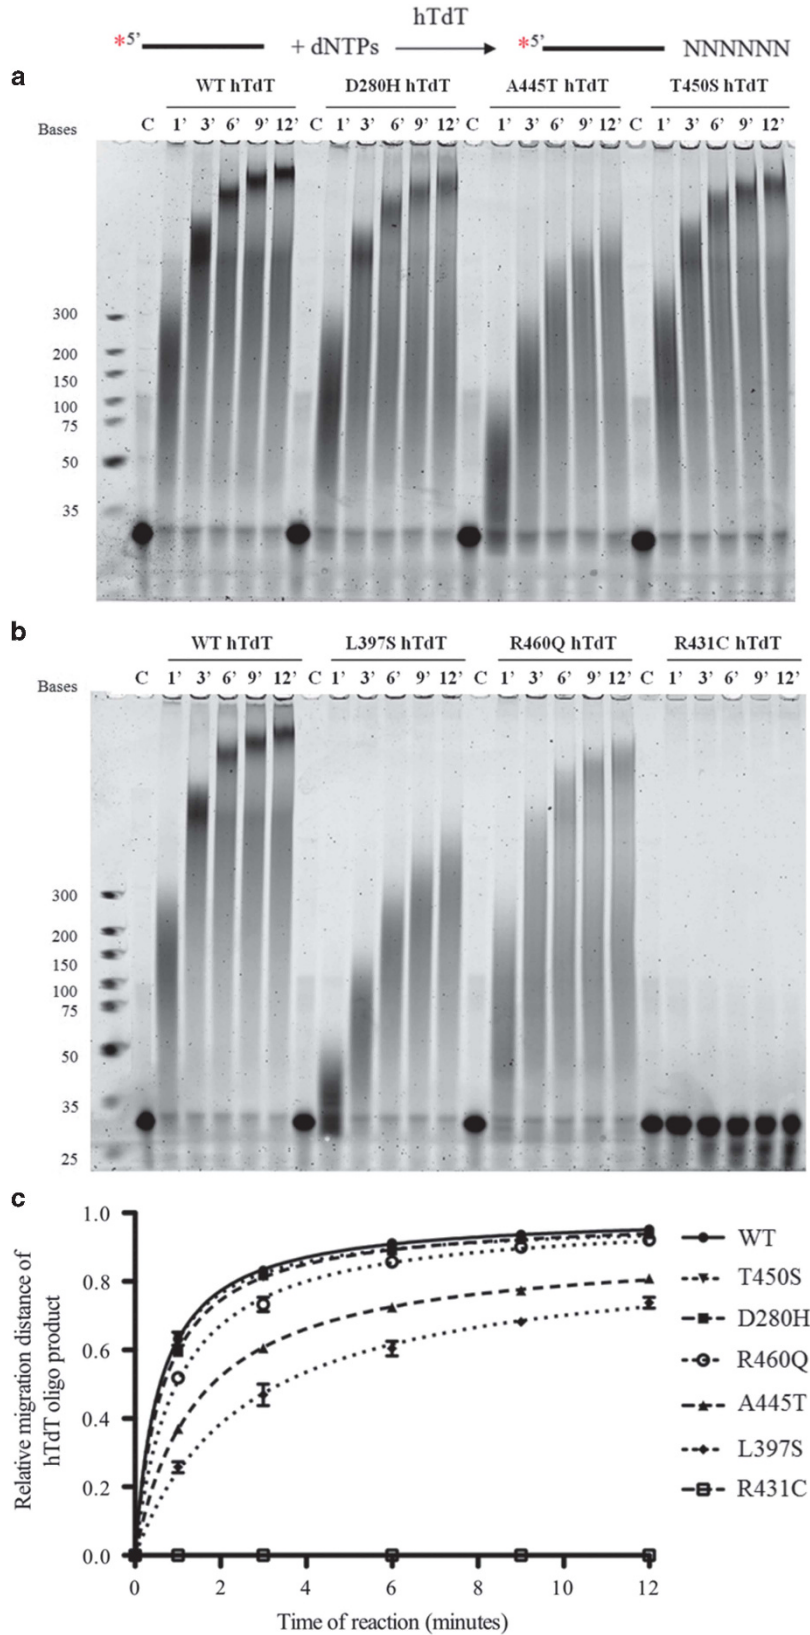 hTdT
*5' + dNTPs *5' NNNNNN
a
WT hTdT D280H hTdT A445T hTdT T450S hTdT
Bases C 1' 3' 6' 9' 12' C 1' 3' 6' 9' 12' C 1' 3' 6' 9' 12' C 1' 3' 6' 9' 12'
300
200
150
100
75
50
35
b
WT hTdT L397S hTdT R460Q hTdT R431C hTdT
Bases C 1' 3' 6' 9' 12' C 1' 3' 6' 9' 12' C 1' 3' 6' 9' 12' C 1' 3' 6' 9' 12'
300
200
150
100
75
50
35
25
c
Relative migration distance of
hTdT oligo product
1.0
0.8
0.6
0.4
0.2
0.0
0 2 4 6 8 10 12
Time of reaction (minutes)
WT
T450S
D280H
R460Q
A445T
L397S
R431C